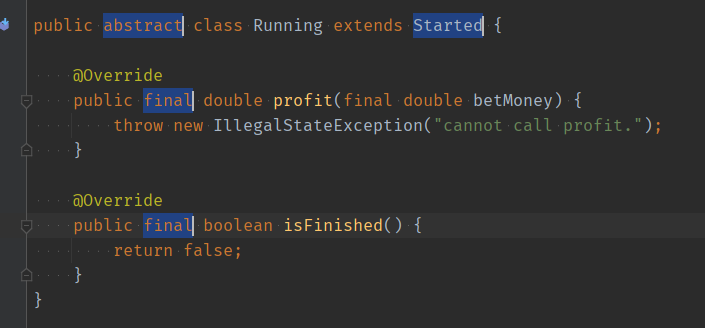 public abstract class Running extends Started {
@Override
public final double profit(final double betMoney) {
throw new IllegalStateException("cannot call profit.");
}
@Override
public final boolean isFinished() {
return false;
}
}